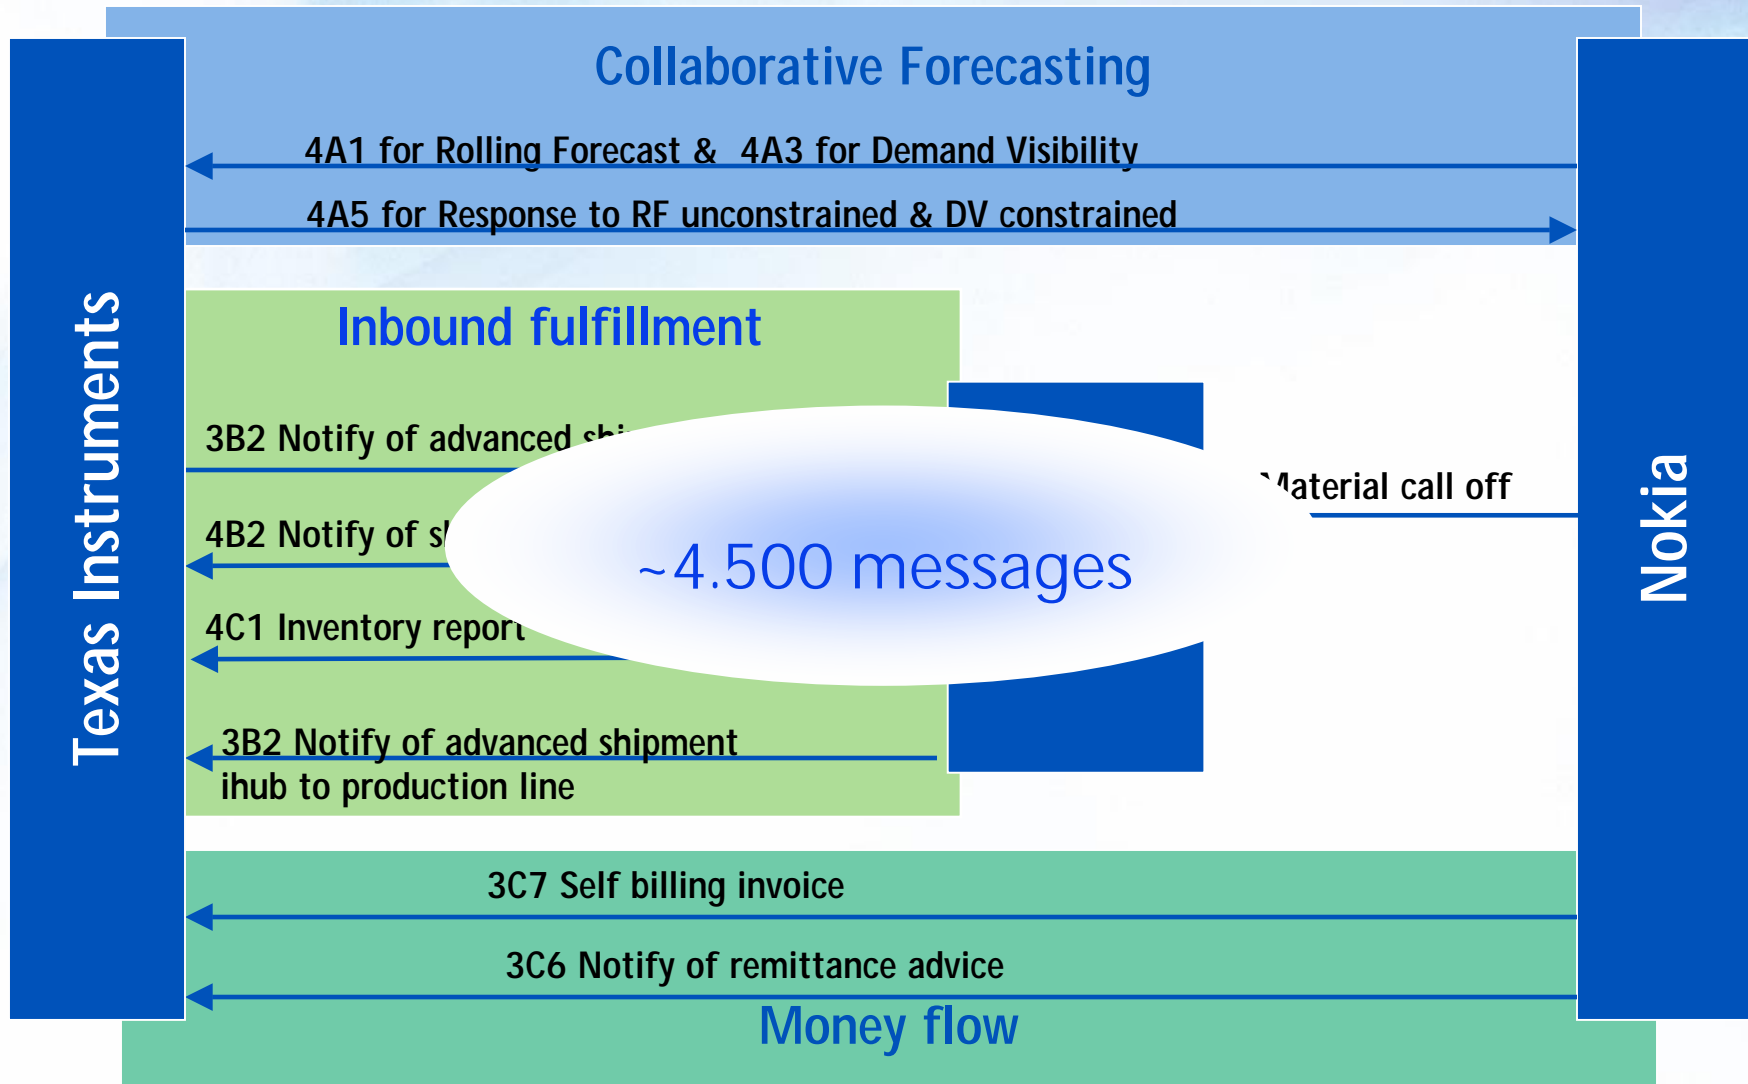 Collaborative Forecasting
4A1 for Rolling Forecast & 4A3 for Demand Visibility
4A5 for Response to RF unconstrained & DV constrained
Texas Instruments
Inbound fulfillment
3B2 Notify of advanced
4B2 Notify of
4C1 Inventory report
~4.500 messages
Material call off
Nokia
3B2 Notify of advanced shipment
ihub to production line
3C7 Self billing invoice
3C6 Notify of remittance advice
Money flow